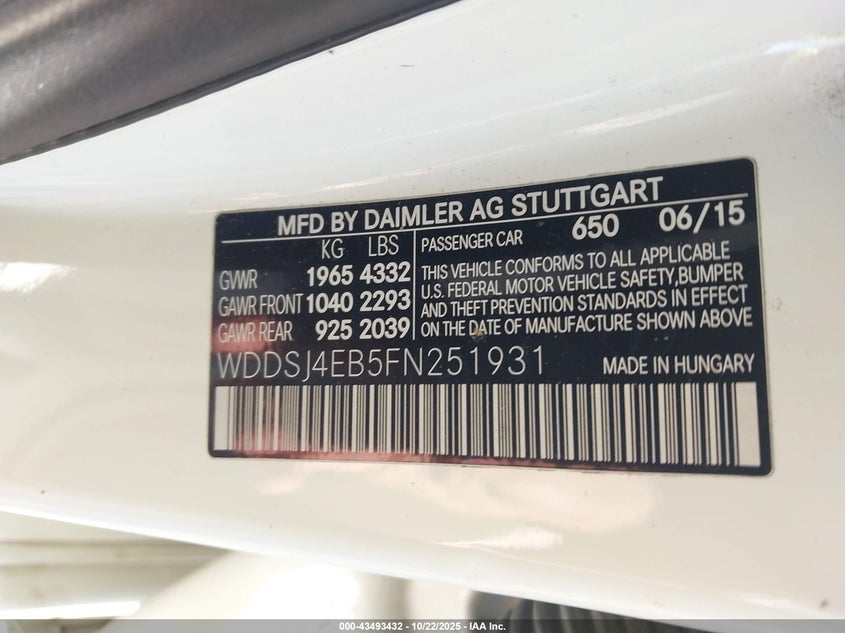 MFD BY DAIMLER AG STUTTGART
KG LBS
GVWR 1965 4332
GAWR FRONT 1040 2293
GAWR REAR 925 2039
PASSENGER CAR 650 06/15
THIS VEHICLE CONFORMS TO ALL APPLICABLE
U.S. FEDERAL MOTOR VEHICLE SAFETY,BUMPER
AND THEFT PREVENTION STANDARDS IN EFFECT
ON THE DATE OF MANUFACTURE SHOWN ABOVE
WDDSJ4EB5FN251931 MADE IN HUNGARY
000-43493432 - 10/22/2025 - IAA Inc.